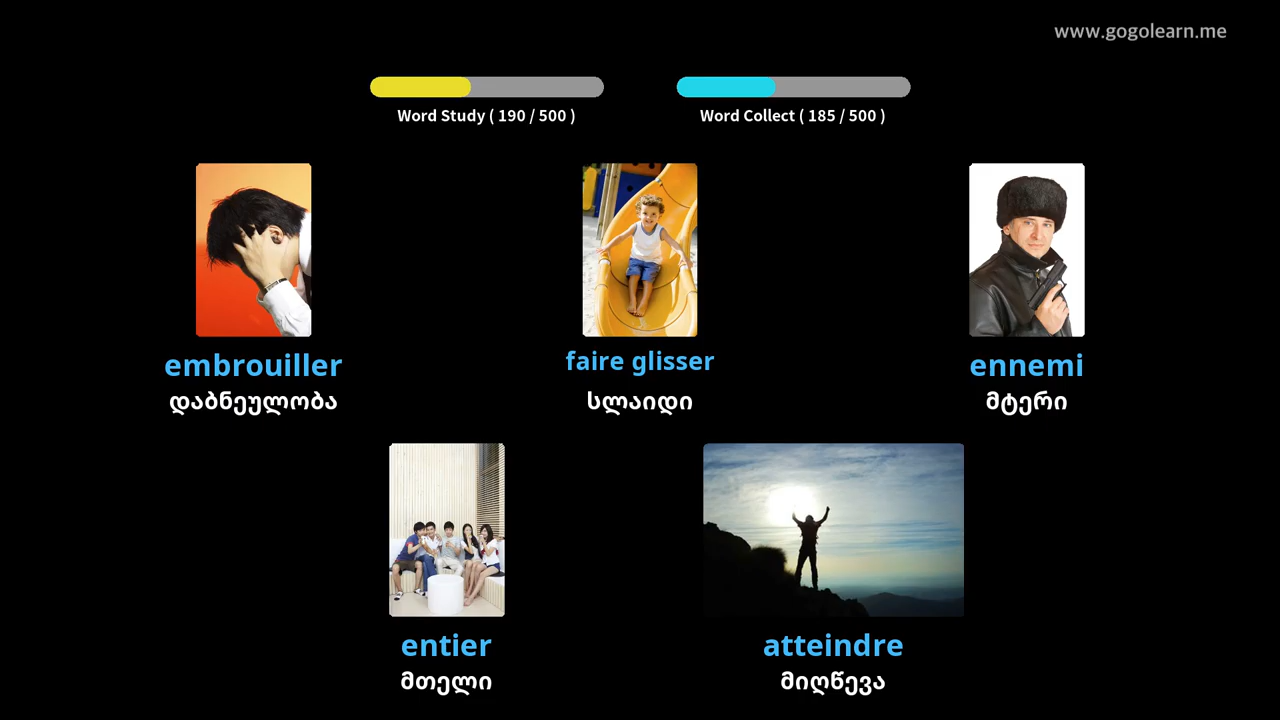 www.gogolearn.me
Word Study ( 190 / 500 )
Word Collect ( 185 / 500 )
embrouiller
დაბნეულობა
faire glisser
სლაიდი
ennemi
მტერი
entier
მთელი
atteindre
მიღწევა